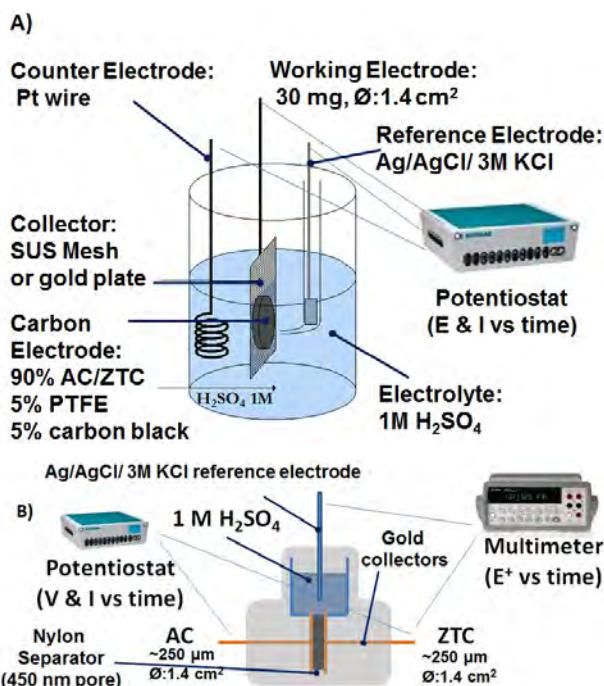 A)
Counter Electrode:
Pt wire
Working Electrode:
30 mg, Ø:1.4 cm²
Reference Electrode:
Ag/AgCl/ 3M KCl
Collector:
SUS Mesh
or gold plate
Potentiostat
(E & I vs time)
Carbon
Electrode:
90% AC/ZTC
5% PTFE
5% carbon black
H₂SO₄ 1M
Electrolyte:
1M H₂SO₄
Ag/AgCl/ 3M KCl reference electrode
B)
1 M H₂SO₄
Potentiostat
(V & I vs time)
Gold
collectors
Multimeter
(E⁺ vs time)
Nylon
Separator
(450 nm pore)
AC
~250 µm
Ø:1.4 cm²
ZTC
~250 µm
Ø:1.4 cm²